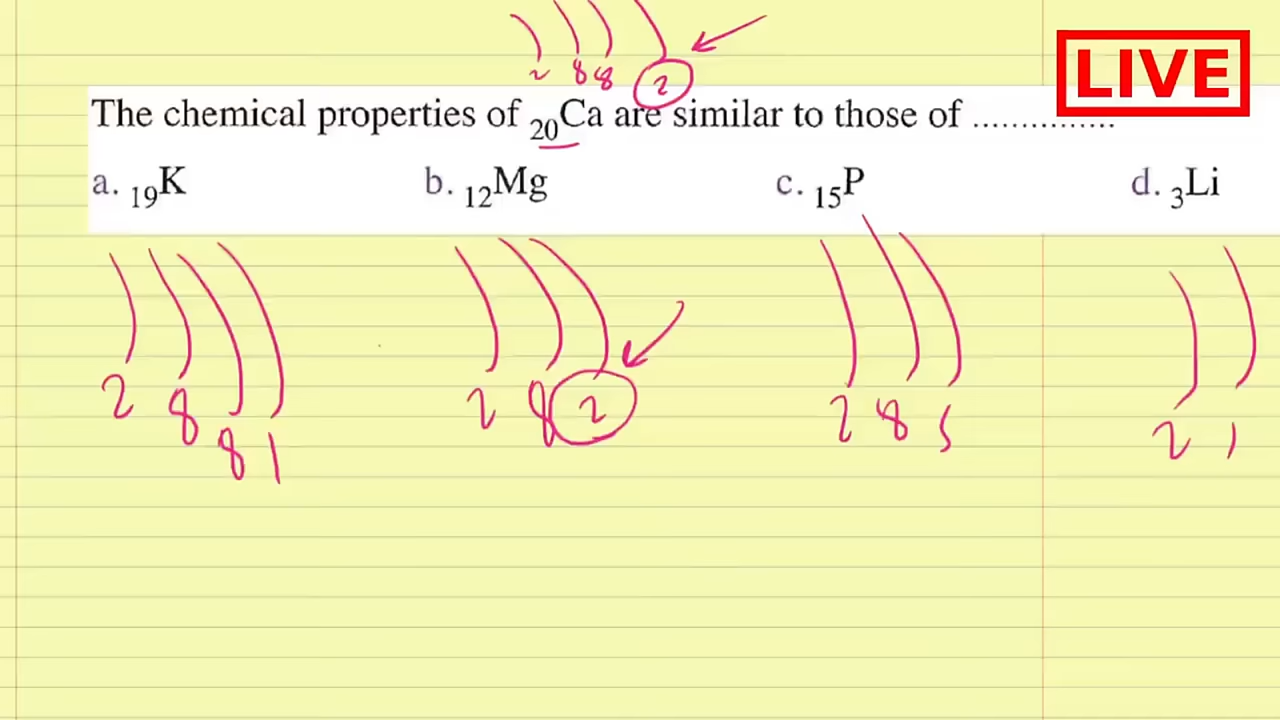 LIVE
2 8 8 2
The chemical properties of ₂₀Ca are similar to those of ...............
a. ₁₉K b. ₁₂Mg c. ₁₅P d. ₃Li
2 8 8 1 2 8 2 2 8 5 2 1